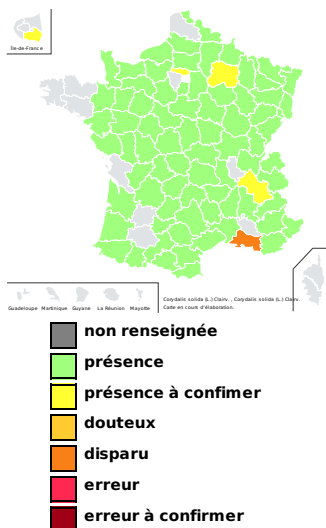 Île-de-France
Guadeloupe Martinique Guyane La Réunion Mayotte
Corydalis solida (L.) Clairv. , Corydalis solida (L.) Clairv.
Carte en cours d'élaboration.
non renseignée
présence
présence à confimer
douteux
disparu
erreur
erreur à confirmer